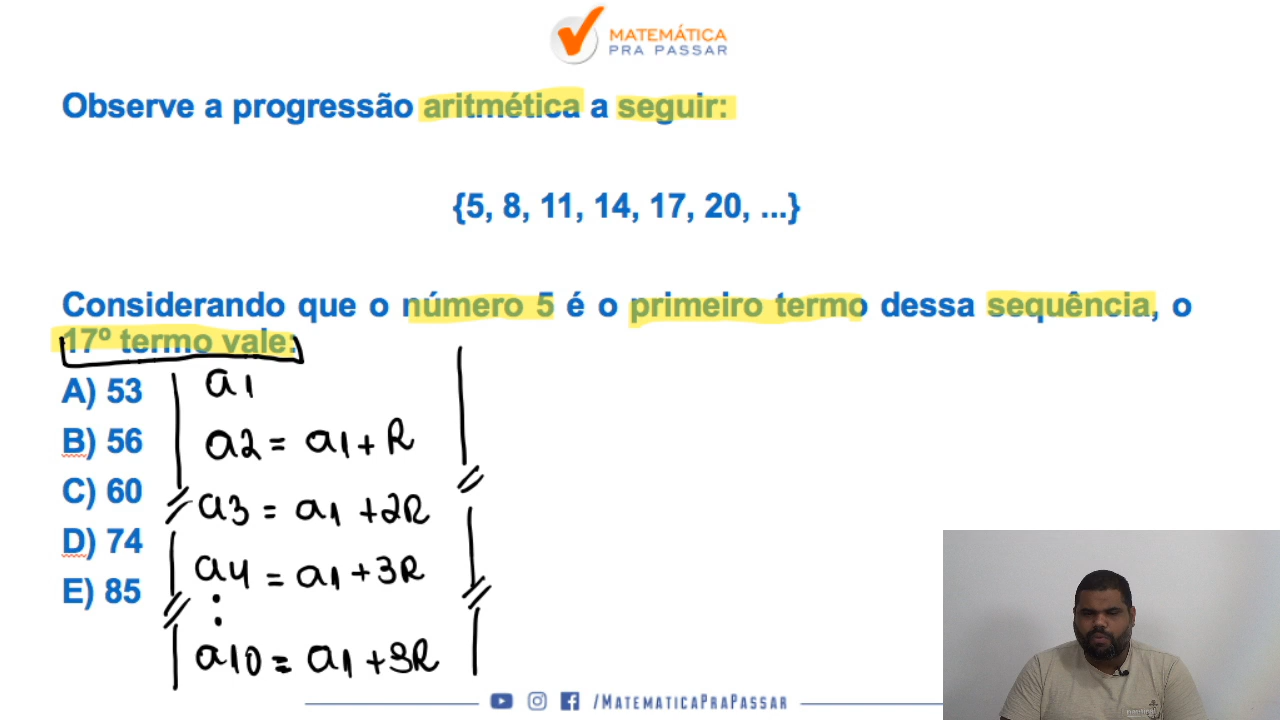 MATEMÁTICA
PRA PASSAR
Observe a progressão aritmética a seguir:
{5, 8, 11, 14, 17, 20, ...}
Considerando que o número 5 é o primeiro termo dessa sequência, o
17º termo vale:
A) 53
B) 56
C) 60
D) 74
E) 85
a1
a2 = a1 + R
a3 = a1 + 2R
a4 = a1 + 3R
:
a10 = a1 + 3R
/MATEMATICAPRAPASSAR